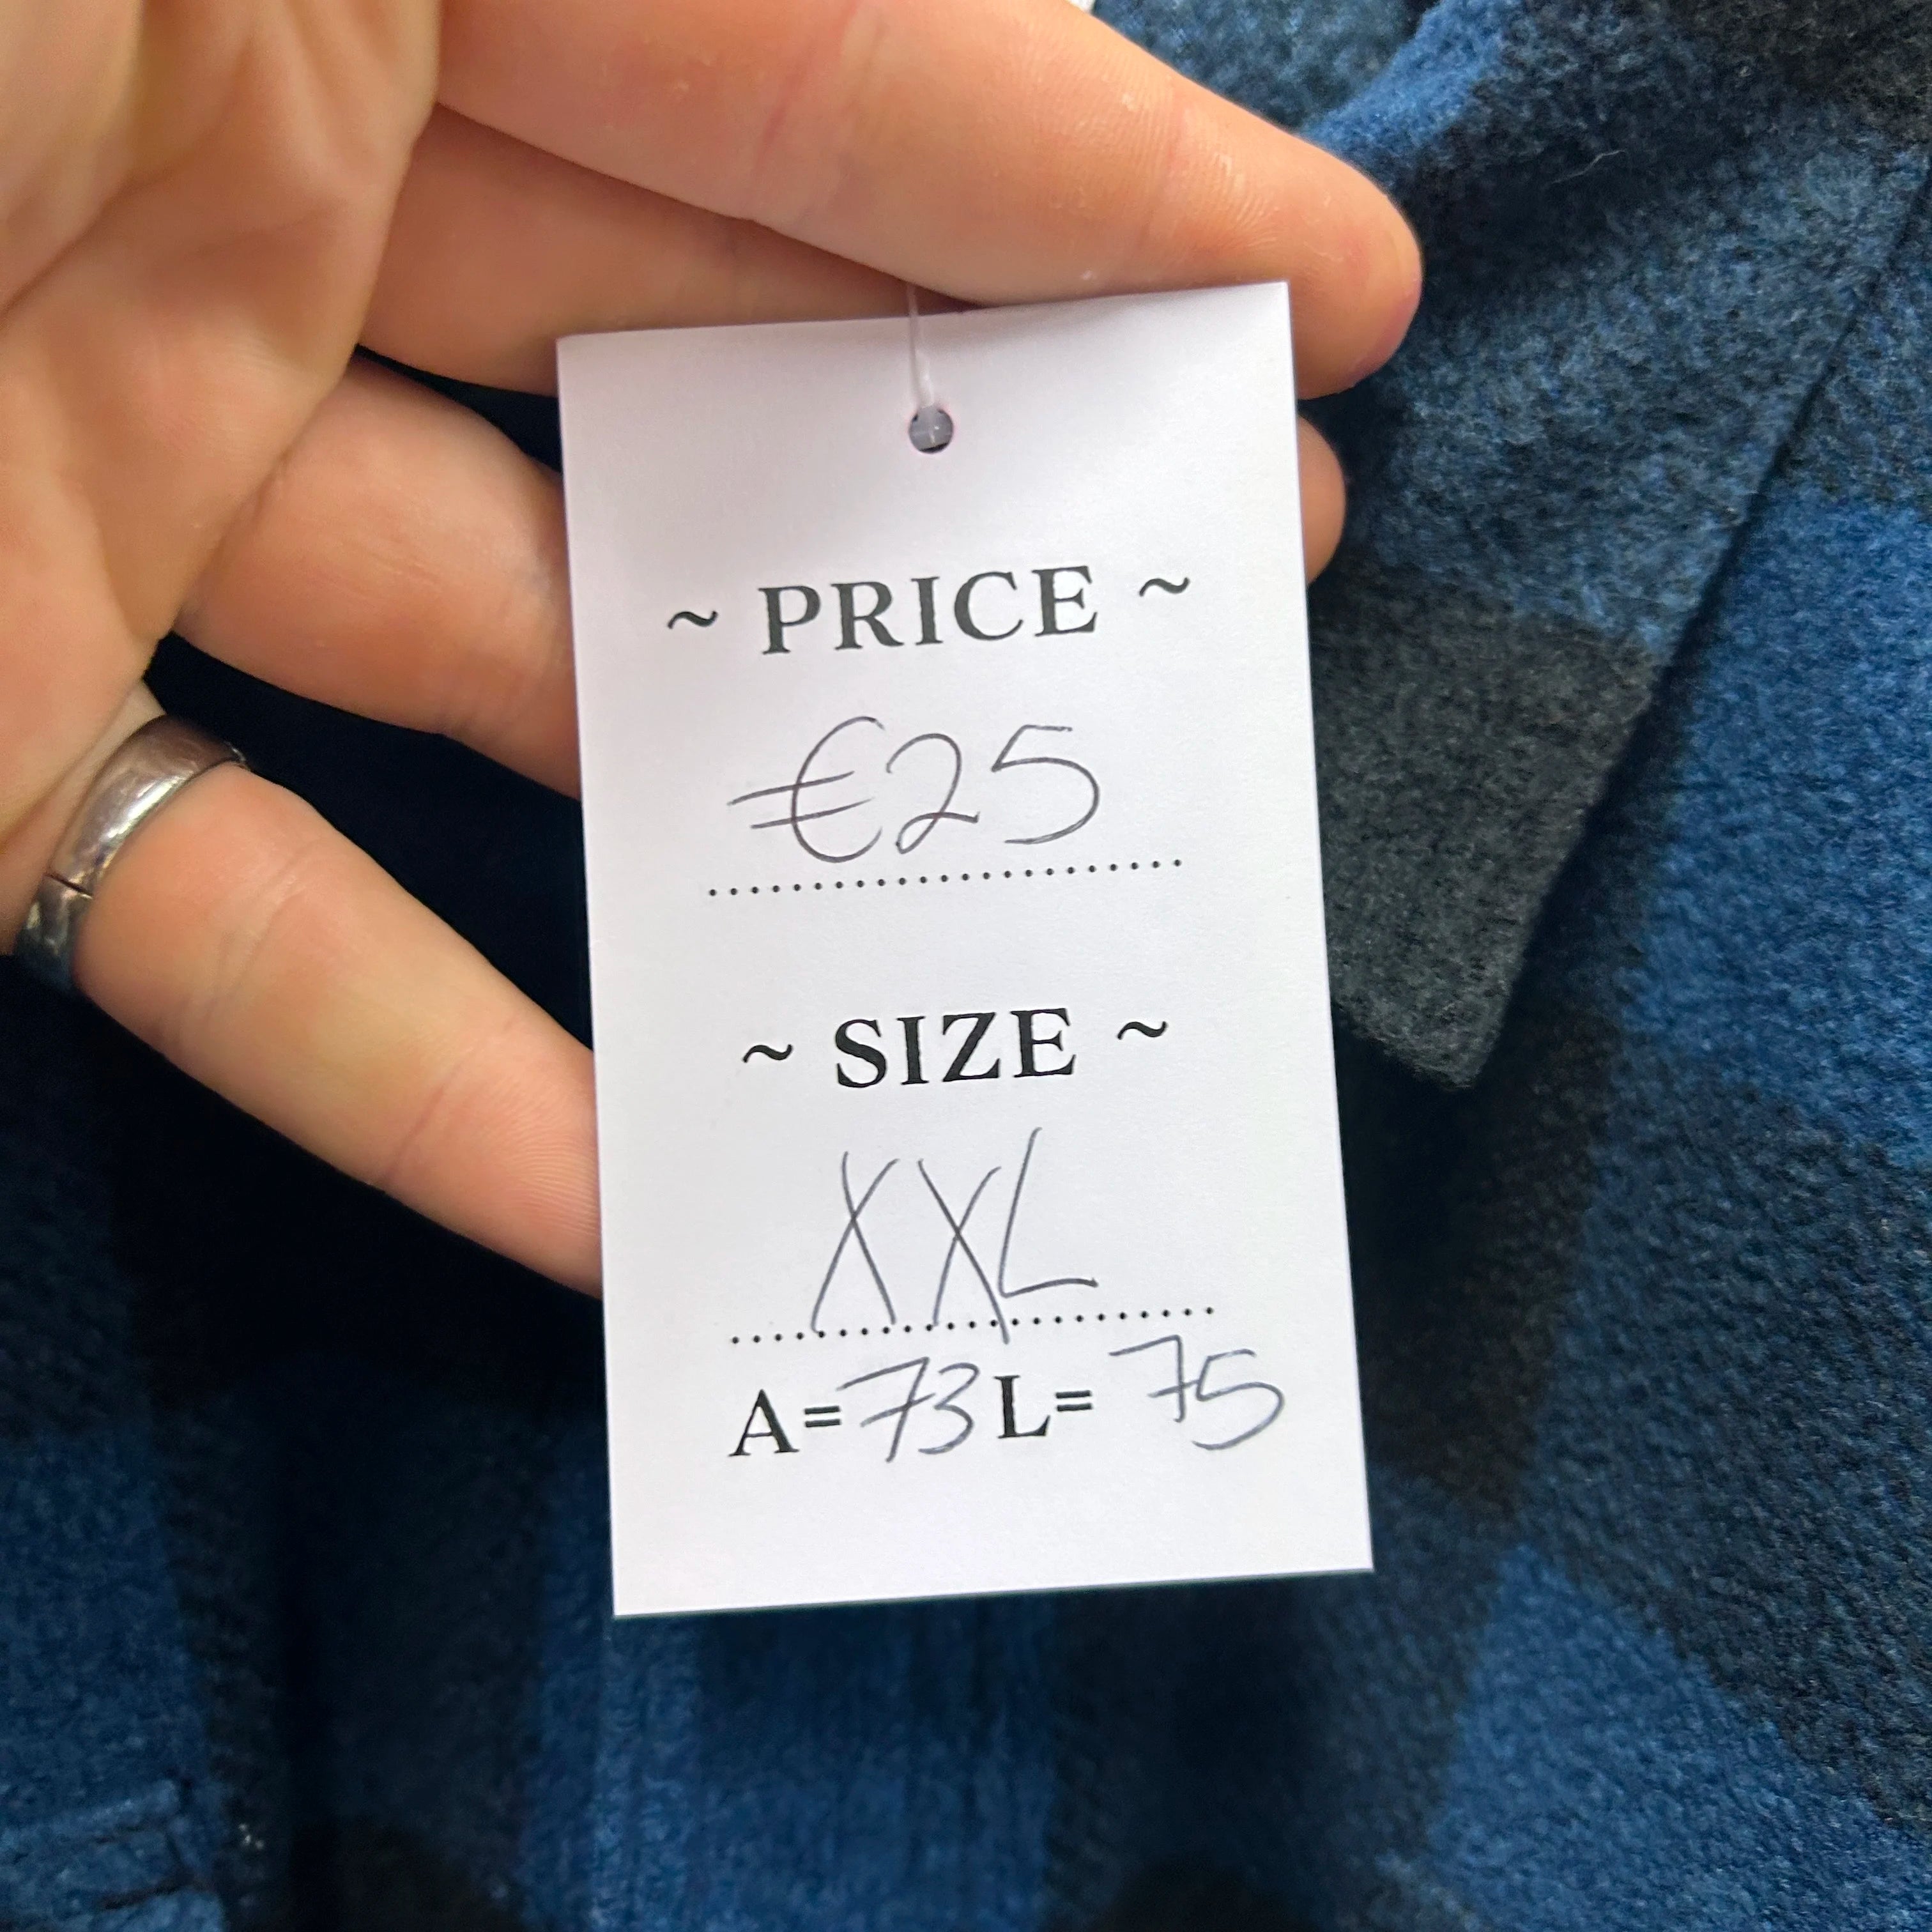 ~ PRICE ~
€25
~ SIZE ~
XXL
A=73 L= 75